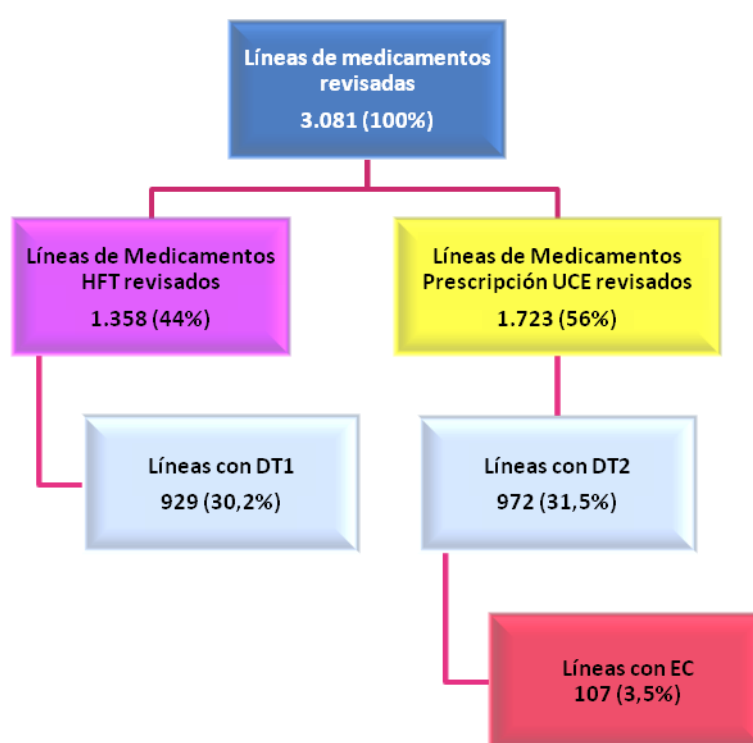 Líneas de medicamentos
revisadas
3.081 (100%)
Líneas de Medicamentos
HFT revisados
1.358 (44%)
Líneas de Medicamentos
Prescripción UCE revisados
1.723 (56%)
Líneas con DT1
929 (30,2%)
Líneas con DT2
972 (31,5%)
Líneas con EC
107 (3,5%)